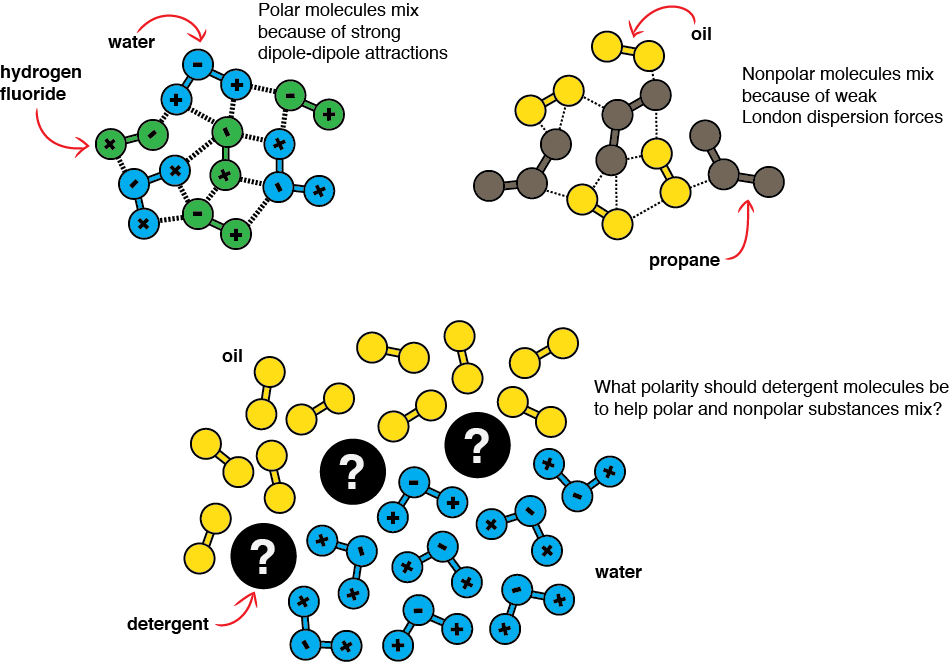 Polar molecules mix
because of strong
dipole-dipole attractions
water
hydrogen
fluoride
- + + - + + - - + + - + - + + - +
oil
Nonpolar molecules mix
because of weak
London dispersion forces
propane
oil
What polarity should detergent molecules be
to help polar and nonpolar substances mix?
? ? ?
water
detergent